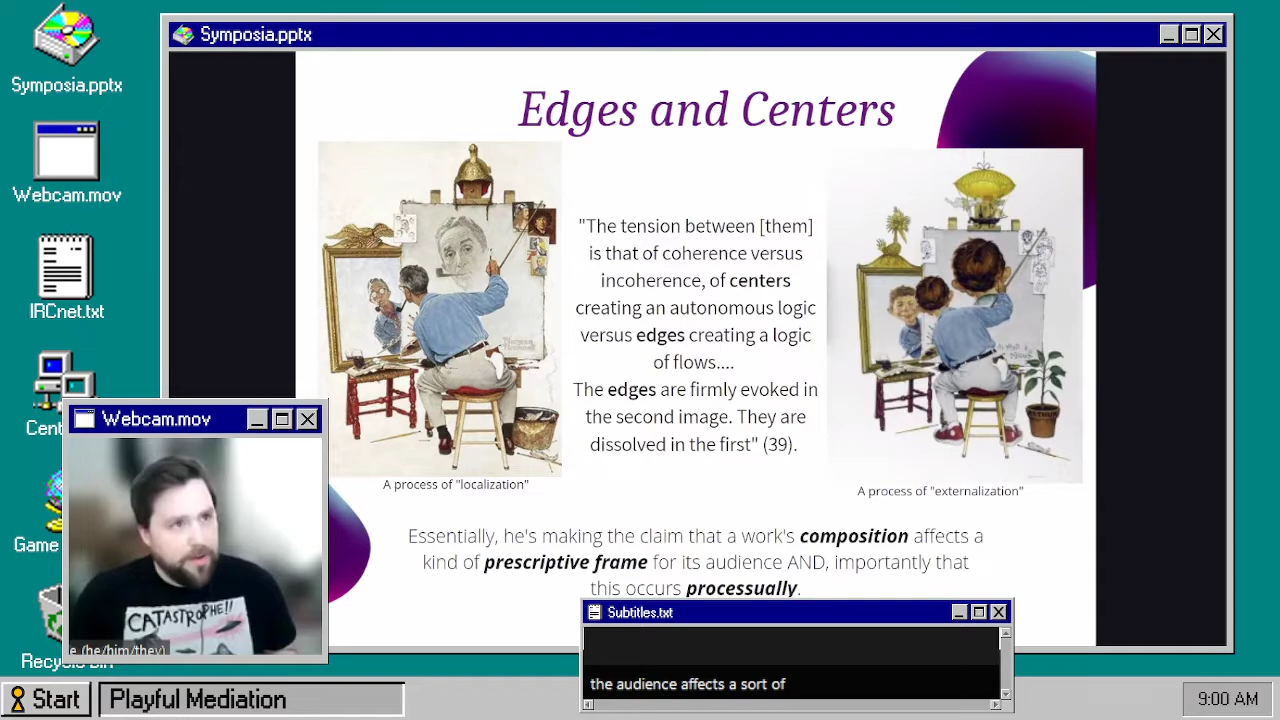 Symposia.pptx
Symposia.pptx
Webcam.mov
IRCnet.txt
Edges and Centers
"The tension between [them]
is that of coherence versus
incoherence, of centers
creating an autonomous logic
versus edges creating a logic
of flows....
The edges are firmly evoked in
the second image. They are
dissolved in the first" (39).
A process of "localization"
A process of "externalization"
Essentially, he's making the claim that a work's composition affects a
kind of prescriptive frame for its audience AND, importantly that
this occurs processually.
Cent
Webcam.mov
Game
CATASTROPHE!!
e (he/him/they)
Subtitles.txt
the audience affects a sort of
Start
Playful Mediation
9:00 AM